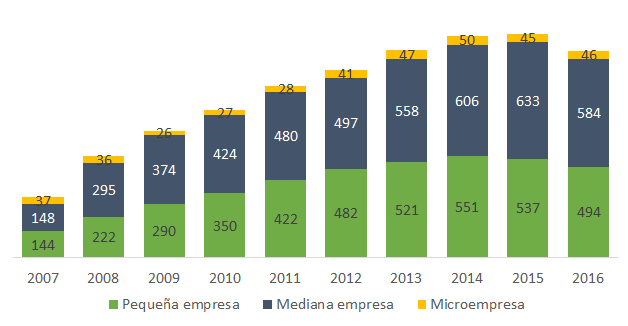 37 36 26 27 28 41 47 50 45 46
148 295 374 424 480 497 558 606 633 584
144 222 290 350 422 482 521 551 537 494
2007 2008 2009 2010 2011 2012 2013 2014 2015 2016
Pequeña empresa Mediana empresa Microempresa